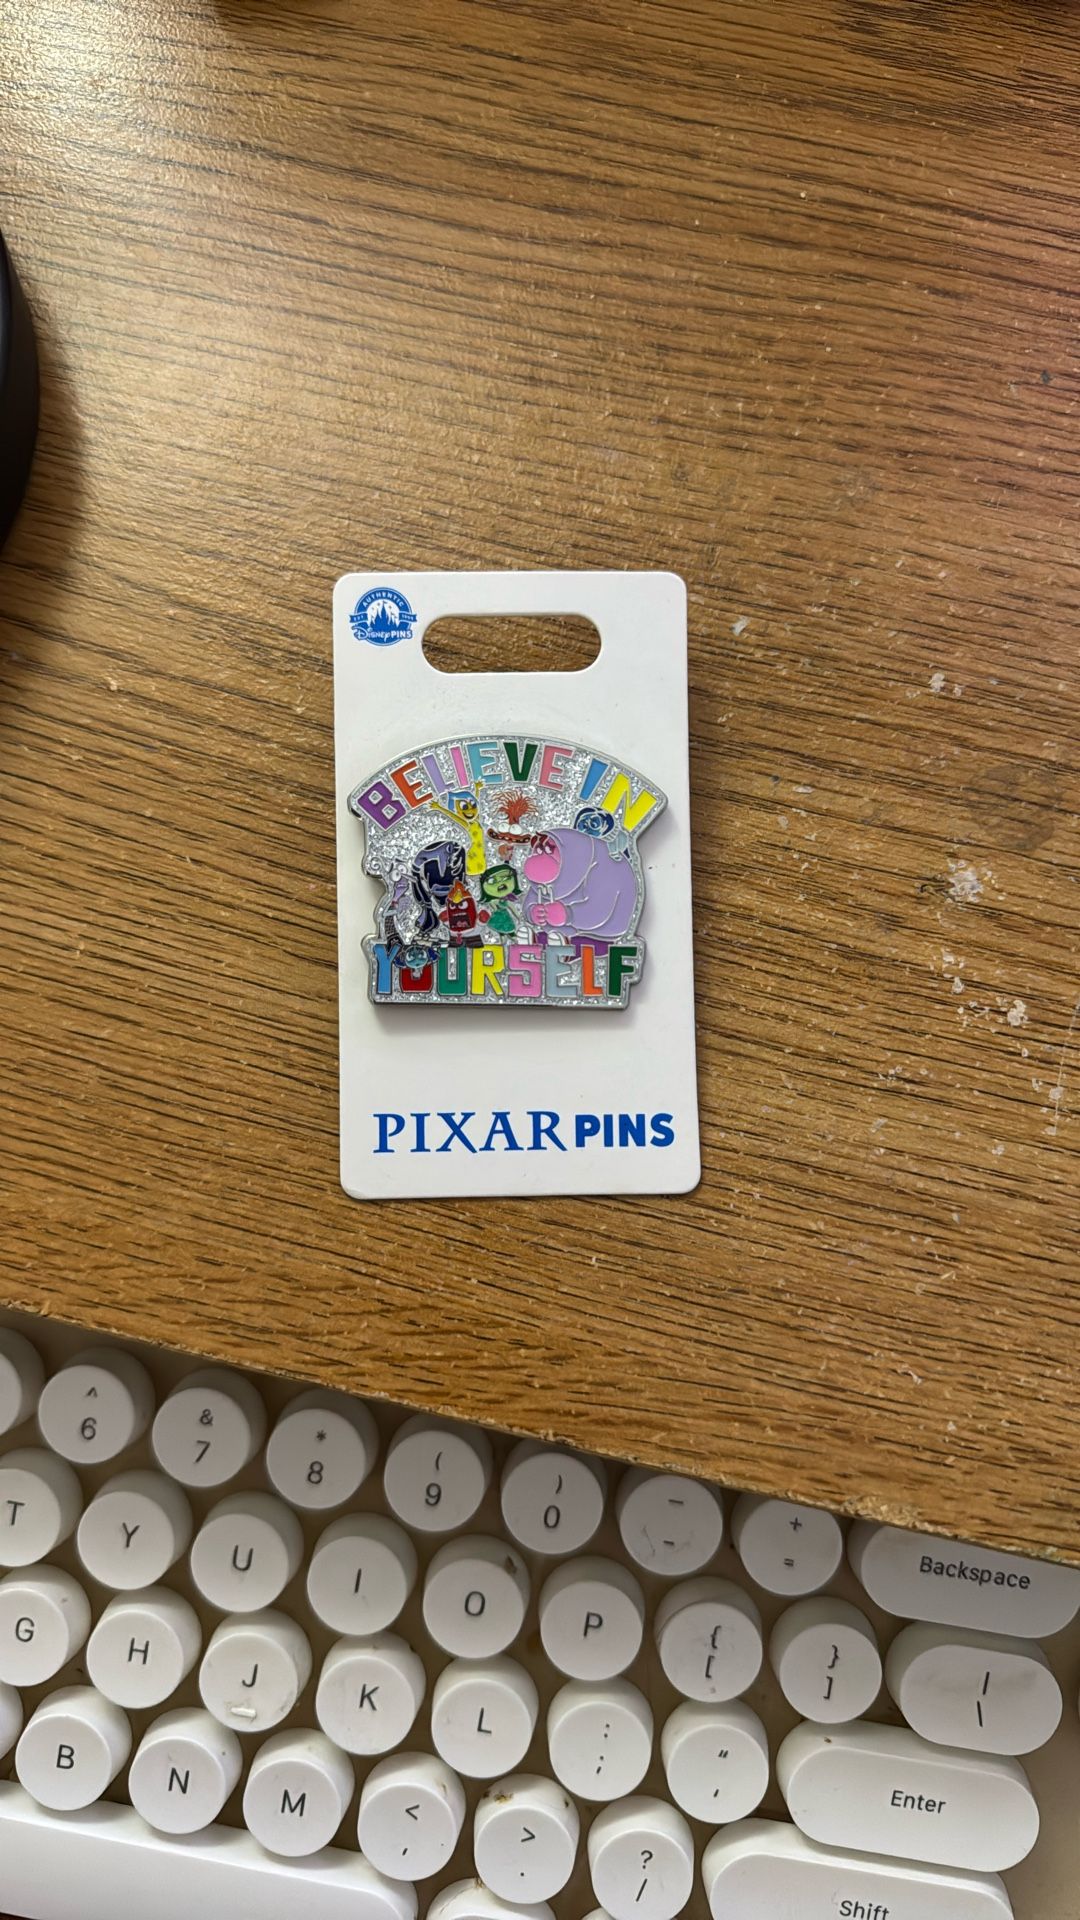 AUTHENTIC
Disney PINS
BELIEVE IN
YOURSELF
PIXAR PINS
^
6
&
7
*
8
(
9
)
0
_
-
+
=
Backspace
T
Y
U
I
O
P
{
[
}
]
|
\
G
H
J
K
L
:
;
"
'
Enter
B
N
M
<
,
>
.
?
/
Shift